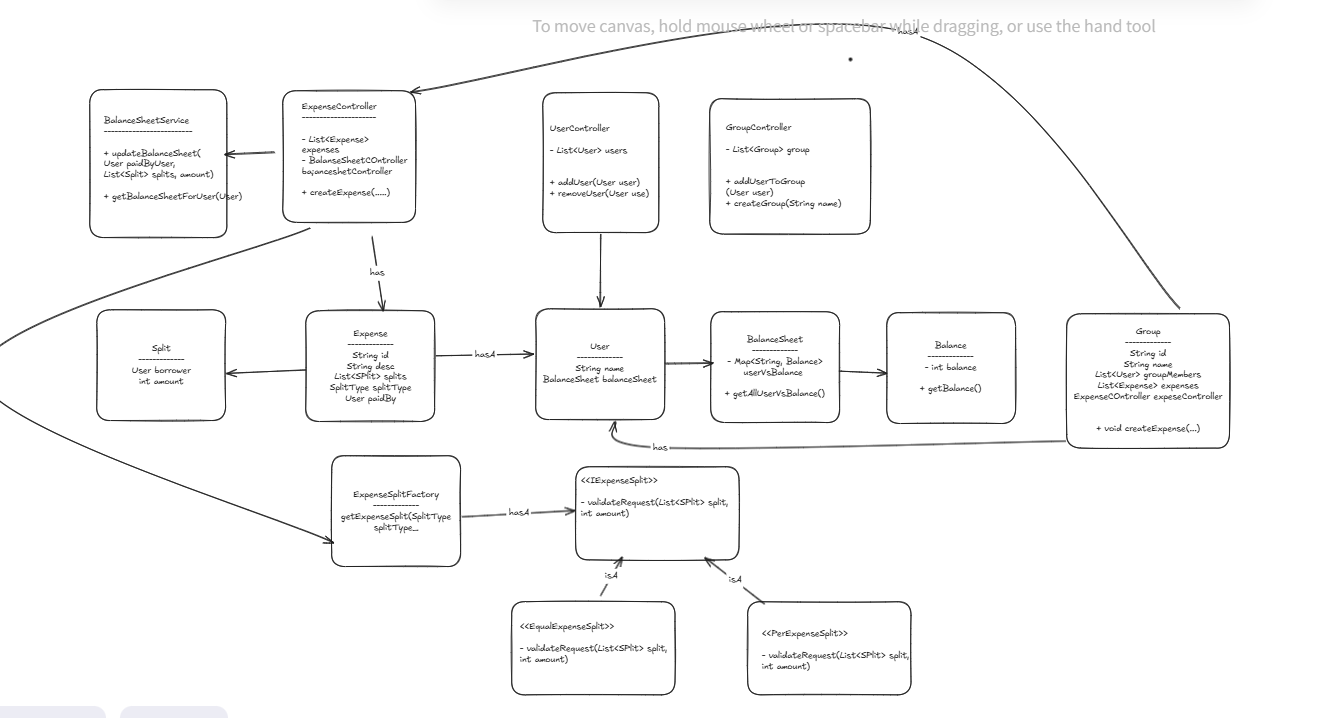 To move canvas, hold mouse wheel or spacebar while dragging, or use the hand tool
hasA
BalanceSheetService
-------------------------
+ updateBalanceSheet(
User paidByUser,
List<Split> splits, amount)
+ getBalanceSheetForUser(User)
ExpenseController
---------------------
- List<Expense>
expenses
- BalanseSheetCOntroller
ba;anceshetController
+ createExpense(.....)
UserController
- List<User> users
+ addUser(User user)
+ removeUser(User use)
GroupController
- List<Group> group
+ addUserToGroup
(User user)
+ createGroup(String name)
has
Split
-------------
User borrower
int amount
Expense
-------------
String id
String desc
List<SPlit> splits
SplitType splitType
User paidBy
hasA
User
-------------
String name
BalanceSheet balanceSheet
BalanceSheet
-------------
- Map<String, Balance>
userVsBalance
+ getAllUserVsBalance()
Balance
-------------
- int balance
+ getBalance()
Group
-------------
String id
String name
List<User> groupMembers
List<Expense> expenses
ExpenseCOntroller expeseController
+ void createExpense(...)
has
ExpenseSplitFactory
-------------
getExpenseSplit(SplitType
splitType...
hasA
<<IExpenseSplit>>
- validateRequest(List<SPlit> split,
int amount)
isA
isA
<<EqualExpenseSplit>>
- validateRequest(List<SPlit> split,
int amount)
<<PerExpenseSplit>>
- validateRequest(List<SPlit> split,
int amount)